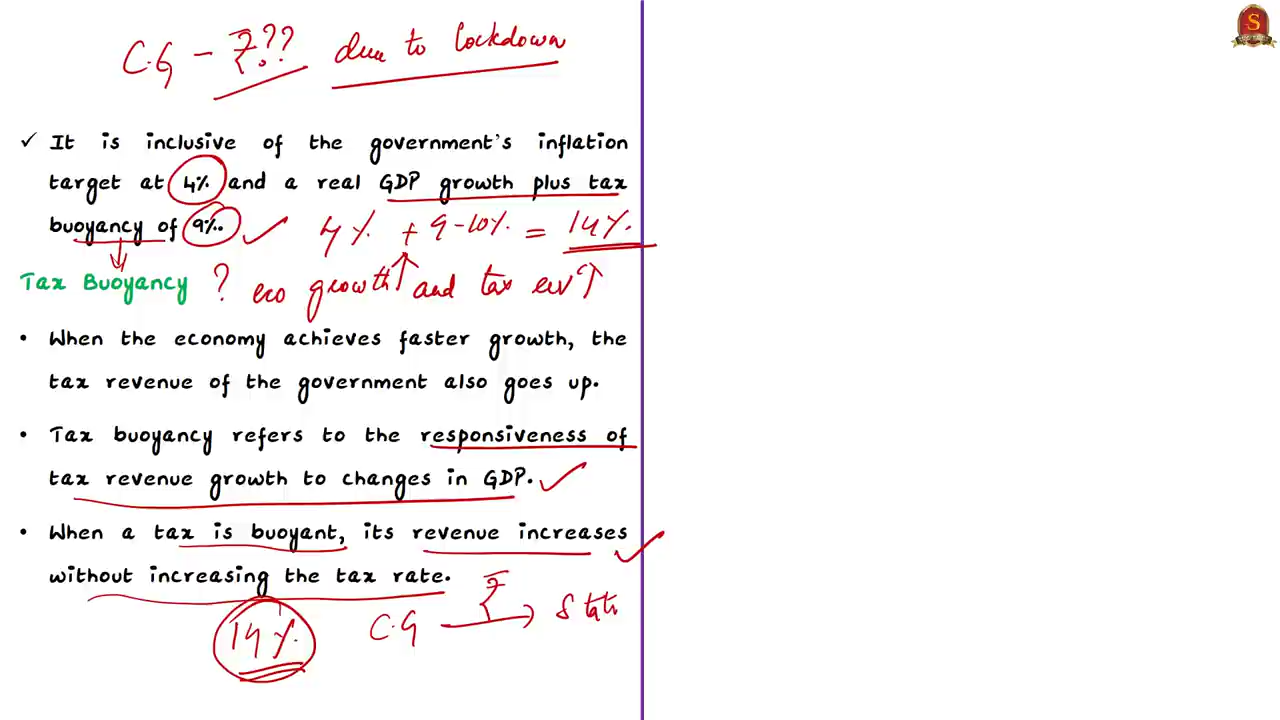 C.G - ₹?? due to lockdown
✓ It is inclusive of the government's inflation
target at 4% and a real GDP growth plus tax
buoyancy of 9%. 4% + 9-10% = 14%
Tax Buoyancy ? eco growth↑ and tax ↑
• When the economy achieves faster growth, the
tax revenue of the government also goes up.
• Tax buoyancy refers to the responsiveness of
tax revenue growth to changes in GDP.
• When a tax is buoyant, its revenue increases
without increasing the tax rate.
14% C.G ₹ →
S